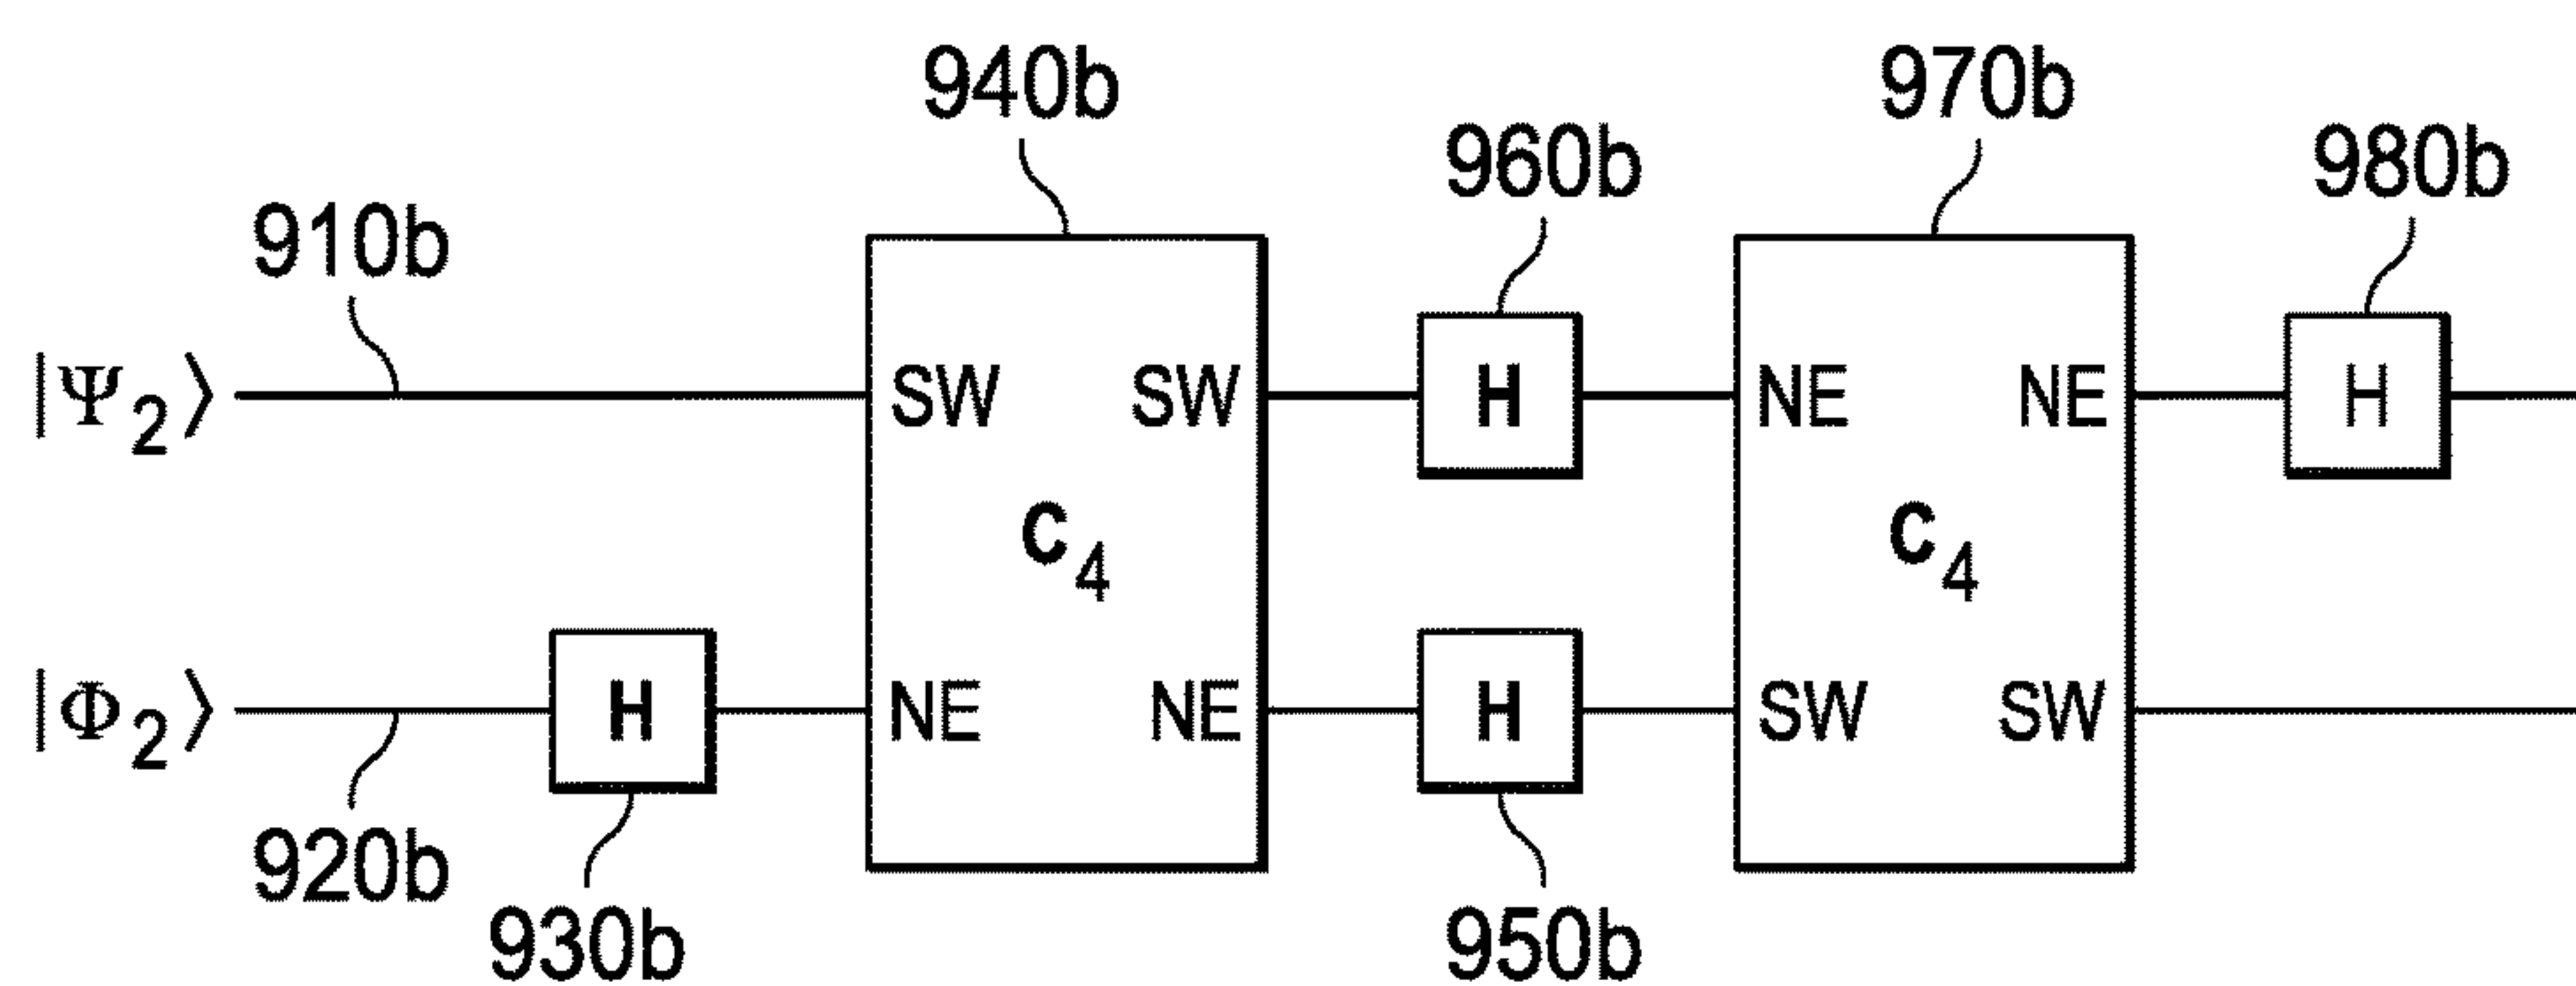 940b 970b
960b 980b
910b
|Ψ2⟩ SW SW H NE NE H
C4 C4
|Φ2⟩ H NE NE H SW SW
920b
930b 950b